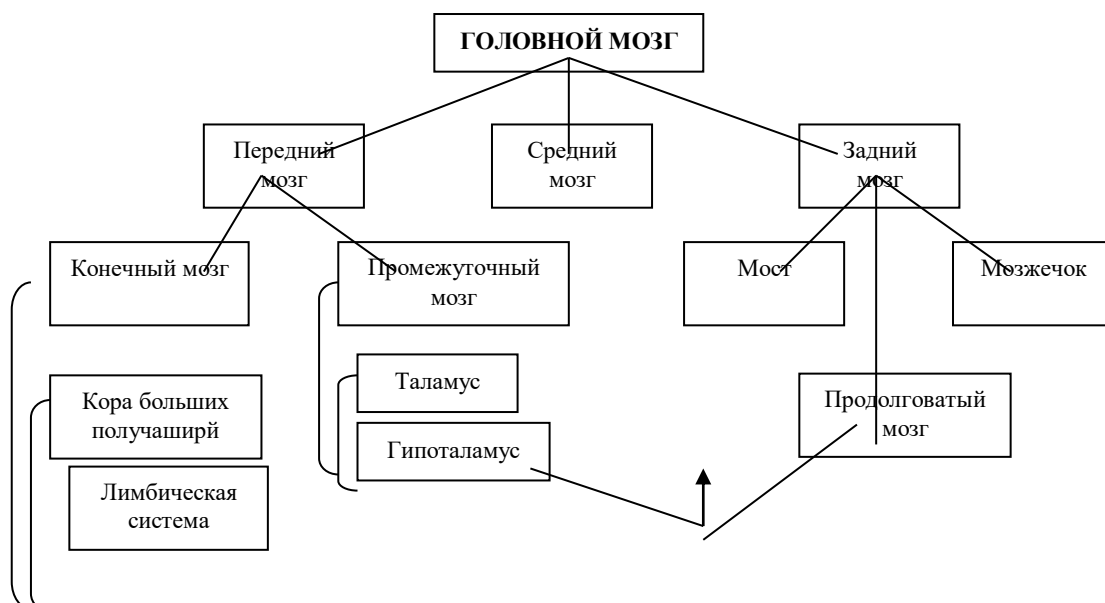 ГОЛОВНОЙ МОЗГ
Передний
мозг
Средний
мозг
Задний
мозг
Конечный мозг
Промежуточный
мозг
Мост
Мозжечок
Кора больших
получаширй
Таламус
Гипоталамус
Продолговатый
мозг
Лимбическая
система